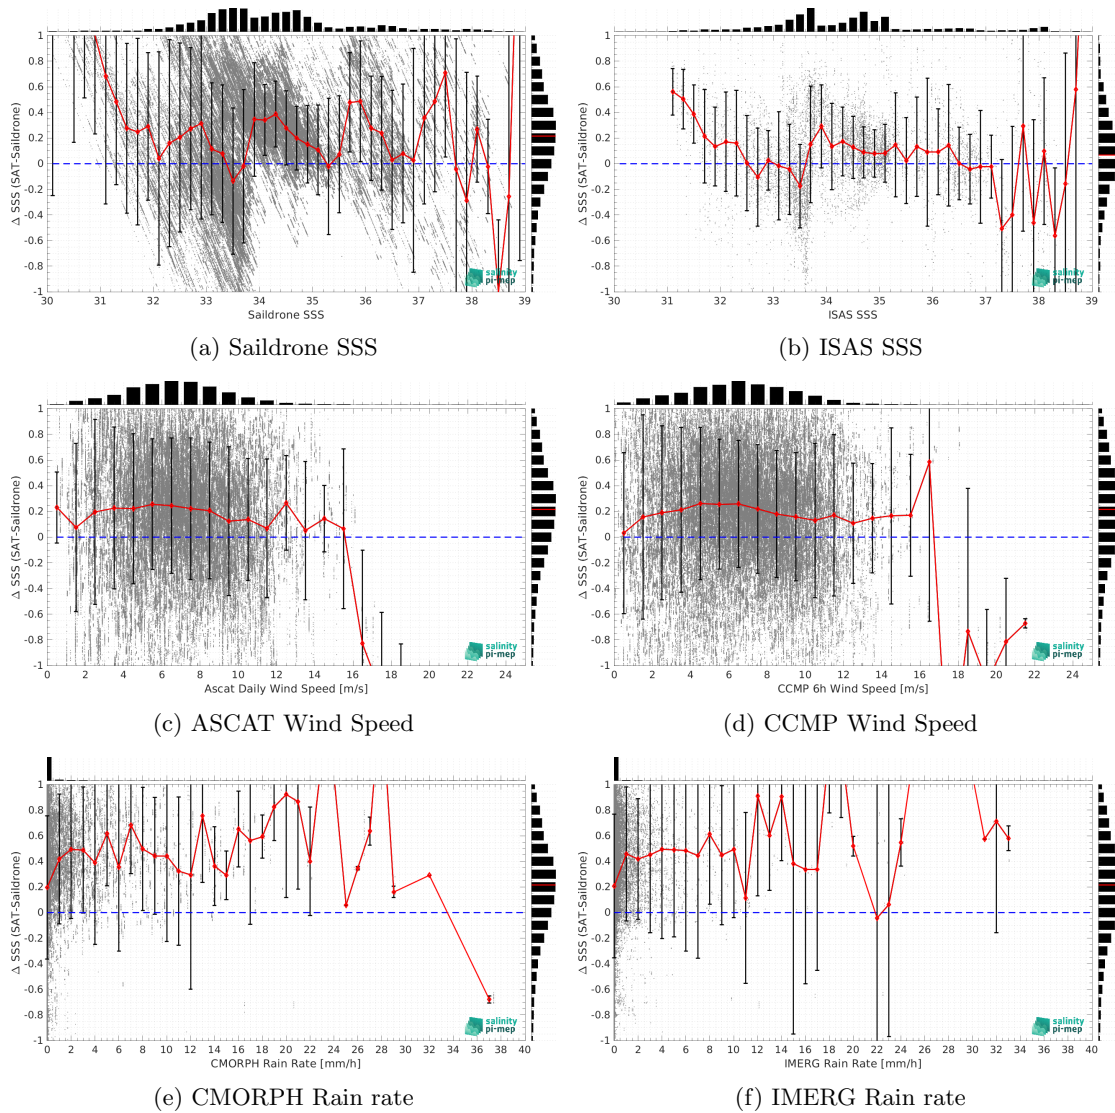 Δ SSS (SAT-Saildrone)
1
0.8
0.6
0.4
0.2
0
-0.2
-0.4
-0.6
-0.8
-1
30 31 32 33 34 35 36 37 38 39
Saildrone SSS
salinity
pi-mep
(a) Saildrone SSS
Δ SSS (SAT-Saildrone)
1
0.8
0.6
0.4
0.2
0
-0.2
-0.4
-0.6
-0.8
-1
30 31 32 33 34 35 36 37 38 39
ISAS SSS
salinity
pi-mep
(b) ISAS SSS
Δ SSS (SAT-Saildrone)
1
0.8
0.6
0.4
0.2
0
-0.2
-0.4
-0.6
-0.8
-1
0 2 4 6 8 10 12 14 16 18 20 22 24
Ascat Daily Wind Speed [m/s]
salinity
pi-mep
(c) ASCAT Wind Speed
Δ SSS (SAT-Saildrone)
1
0.8
0.6
0.4
0.2
0
-0.2
-0.4
-0.6
-0.8
-1
0 2 4 6 8 10 12 14 16 18 20 22 24
CCMP 6h Wind Speed [m/s]
salinity
pi-mep
(d) CCMP Wind Speed
Δ SSS (SAT-Saildrone)
1
0.8
0.6
0.4
0.2
0
-0.2
-0.4
-0.6
-0.8
-1
0 2 4 6 8 10 12 14 16 18 20 22 24 26 28 30 32 34 36 38 40
CMORPH Rain Rate [mm/h]
salinity
pi-mep
(e) CMORPH Rain rate
Δ SSS (SAT-Saildrone)
1
0.8
0.6
0.4
0.2
0
-0.2
-0.4
-0.6
-0.8
-1
0 2 4 6 8 10 12 14 16 18 20 22 24 26 28 30 32 34 36 38 40
IMERG Rain Rate [mm/h]
salinity
pi-mep
(f) IMERG Rain rate